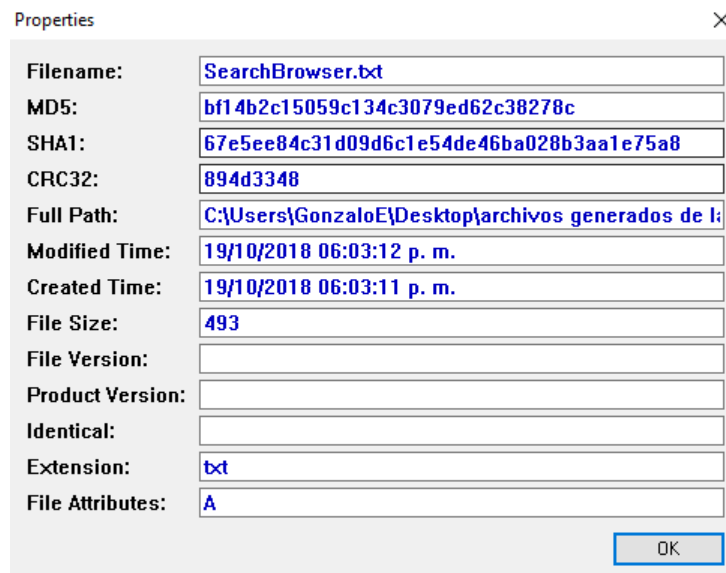 Properties
Filename: SearchBrowser.txt
MD5: bf14b2c15059c134c3079ed62c38278c
SHA1: 67e5ee84c31d09d6c1e54de46ba028b3aa1e75a8
CRC32: 894d3348
Full Path: C:\Users\GonzaloE\Desktop\archivos generados de la
Modified Time: 19/10/2018 06:03:12 p. m.
Created Time: 19/10/2018 06:03:11 p. m.
File Size: 493
File Version:
Product Version:
Identical:
Extension: txt
File Attributes: A
OK